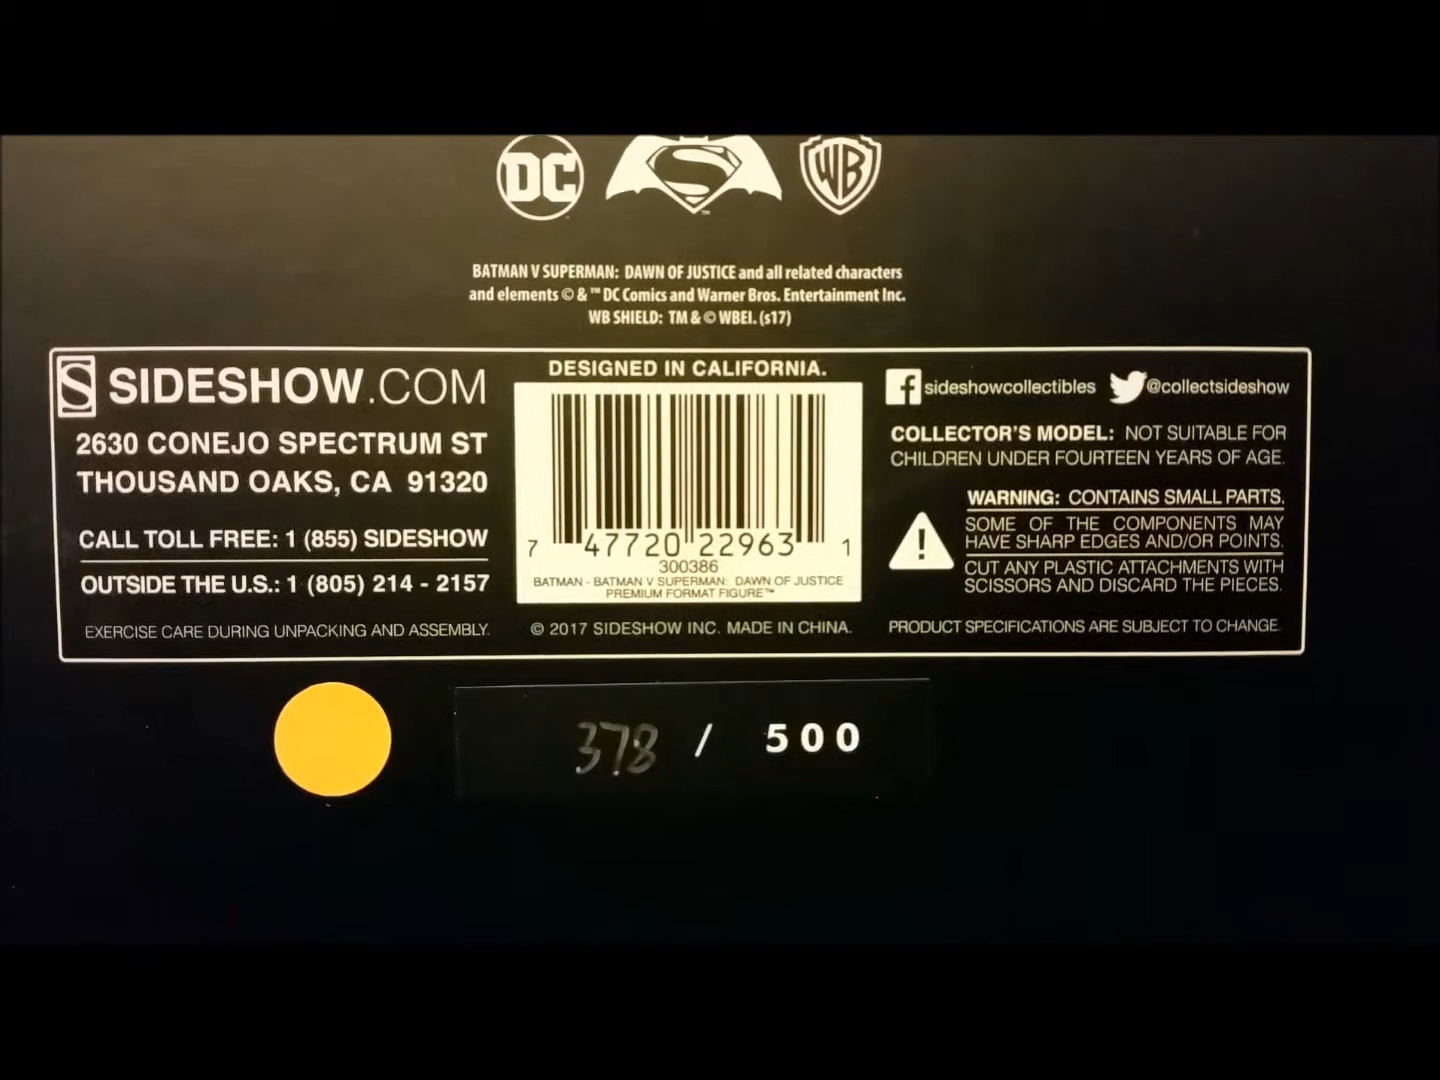 DC
WB
BATMAN V SUPERMAN: DAWN OF JUSTICE and all related characters
and elements © & ™ DC Comics and Warner Bros. Entertainment Inc.
WB SHIELD: TM & © WBEI. (s17)
S SIDESHOW.COM
2630 CONEJO SPECTRUM ST
THOUSAND OAKS, CA 91320
CALL TOLL FREE: 1 (855) SIDESHOW
OUTSIDE THE U.S.: 1 (805) 214 - 2157
EXERCISE CARE DURING UNPACKING AND ASSEMBLY.
DESIGNED IN CALIFORNIA.
7 47720 22963 1
300386
BATMAN - BATMAN V SUPERMAN: DAWN OF JUSTICE
PREMIUM FORMAT FIGURE™
© 2017 SIDESHOW INC. MADE IN CHINA.
f sideshowcollectibles @collectsideshow
COLLECTOR'S MODEL: NOT SUITABLE FOR
CHILDREN UNDER FOURTEEN YEARS OF AGE.
WARNING: CONTAINS SMALL PARTS.
SOME OF THE COMPONENTS MAY
HAVE SHARP EDGES AND/OR POINTS.
CUT ANY PLASTIC ATTACHMENTS WITH
SCISSORS AND DISCARD THE PIECES.
PRODUCT SPECIFICATIONS ARE SUBJECT TO CHANGE.
378 / 500